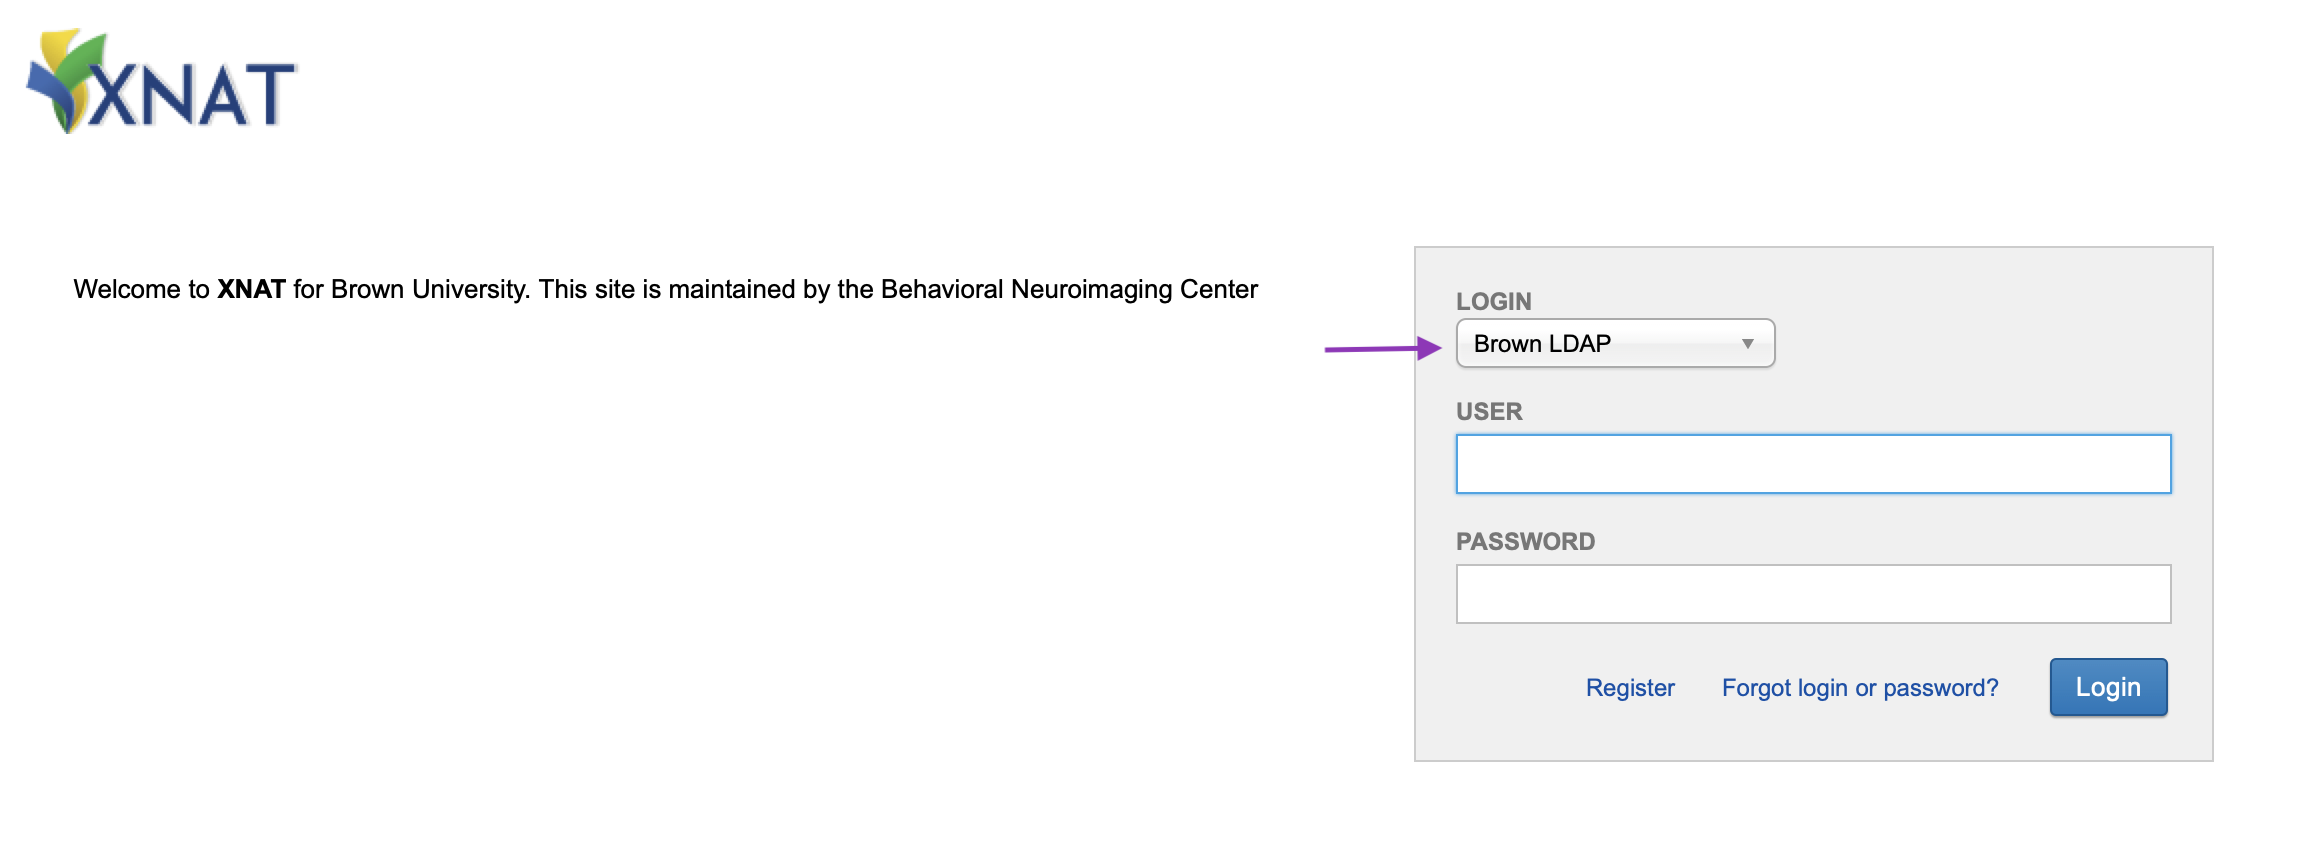 XNAT
Welcome to XNAT for Brown University. This site is maintained by the Behavioral Neuroimaging Center
LOGIN
Brown LDAP
USER
PASSWORD
Register Forgot login or password? Login